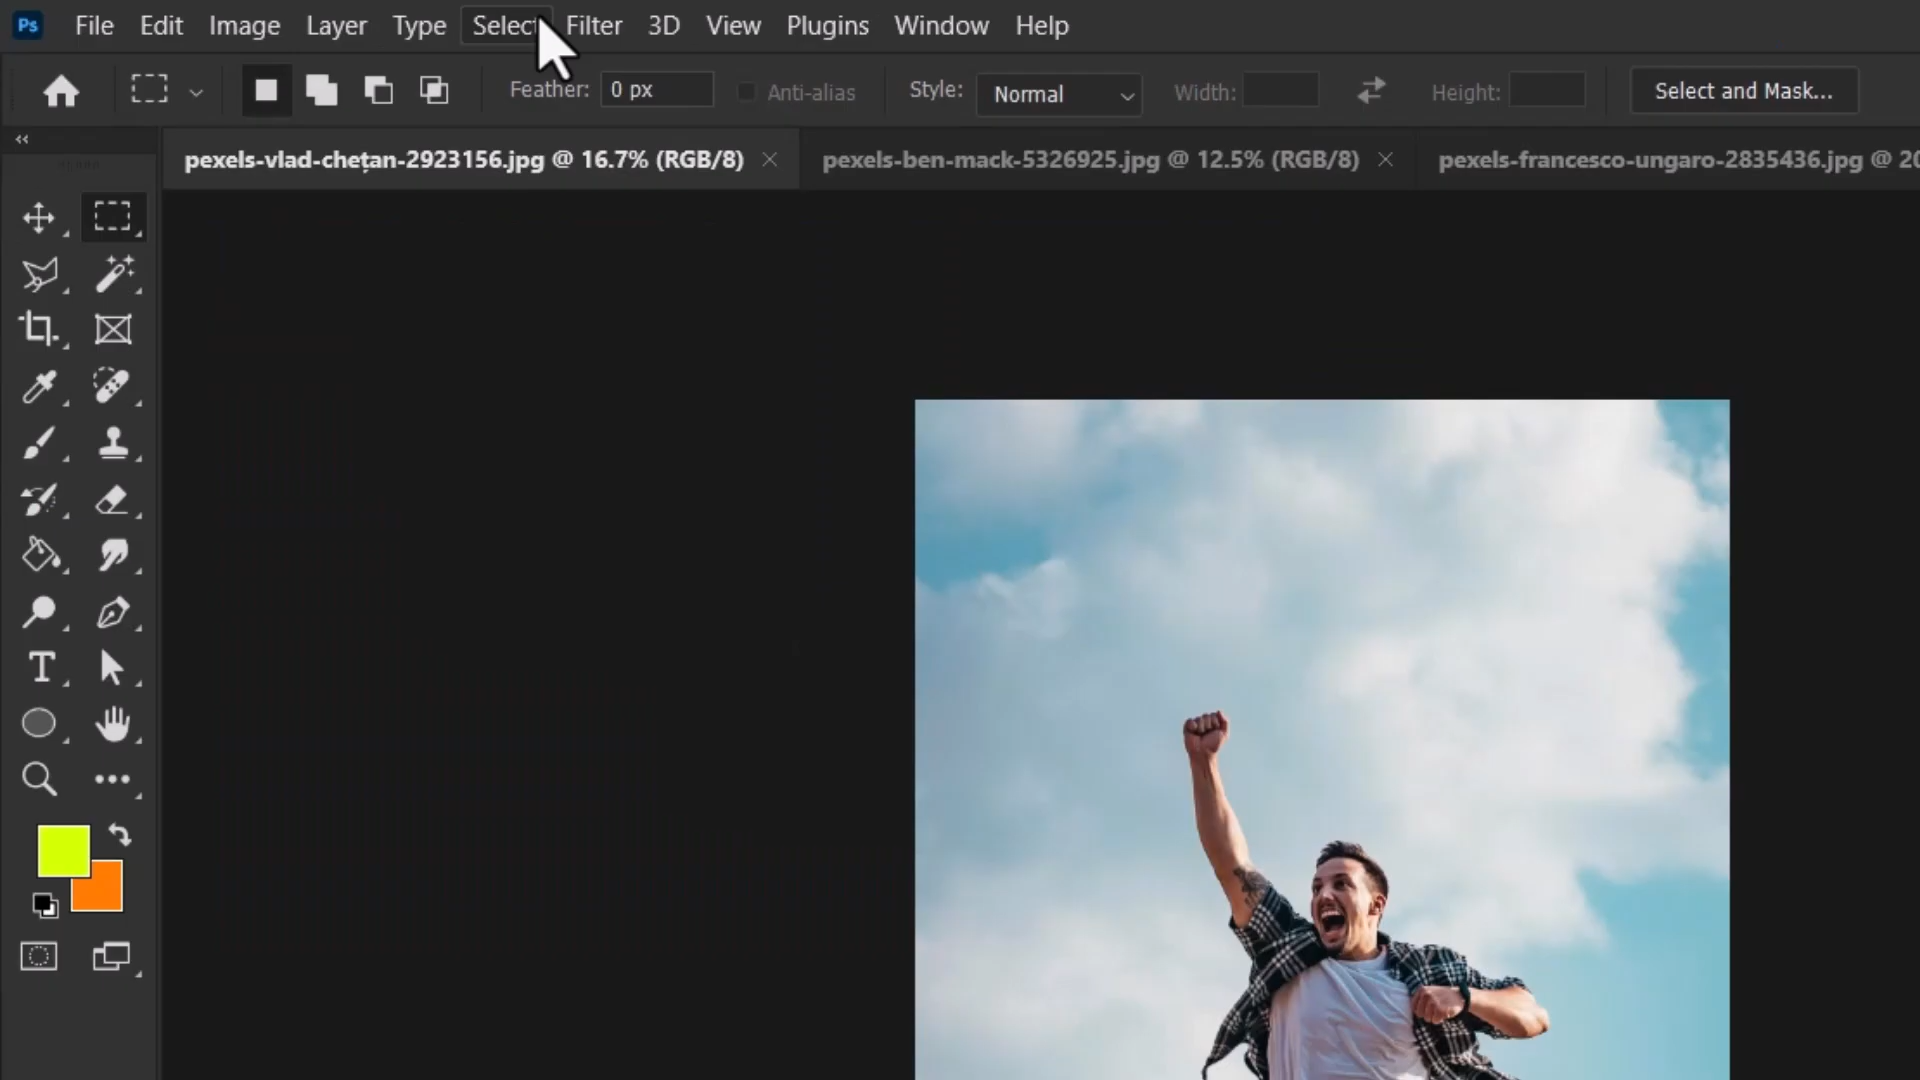 Ps File Edit Image Layer Type Select Filter 3D View Plugins Window Help
Feather: 0 px Anti-alias Style: Normal Width: Height: Select and Mask...
pexels-vlad-chețan-2923156.jpg @ 16.7% (RGB/8) pexels-ben-mack-5326925.jpg @ 12.5% (RGB/8) pexels-francesco-ungaro-2835436.jpg @ 20
T